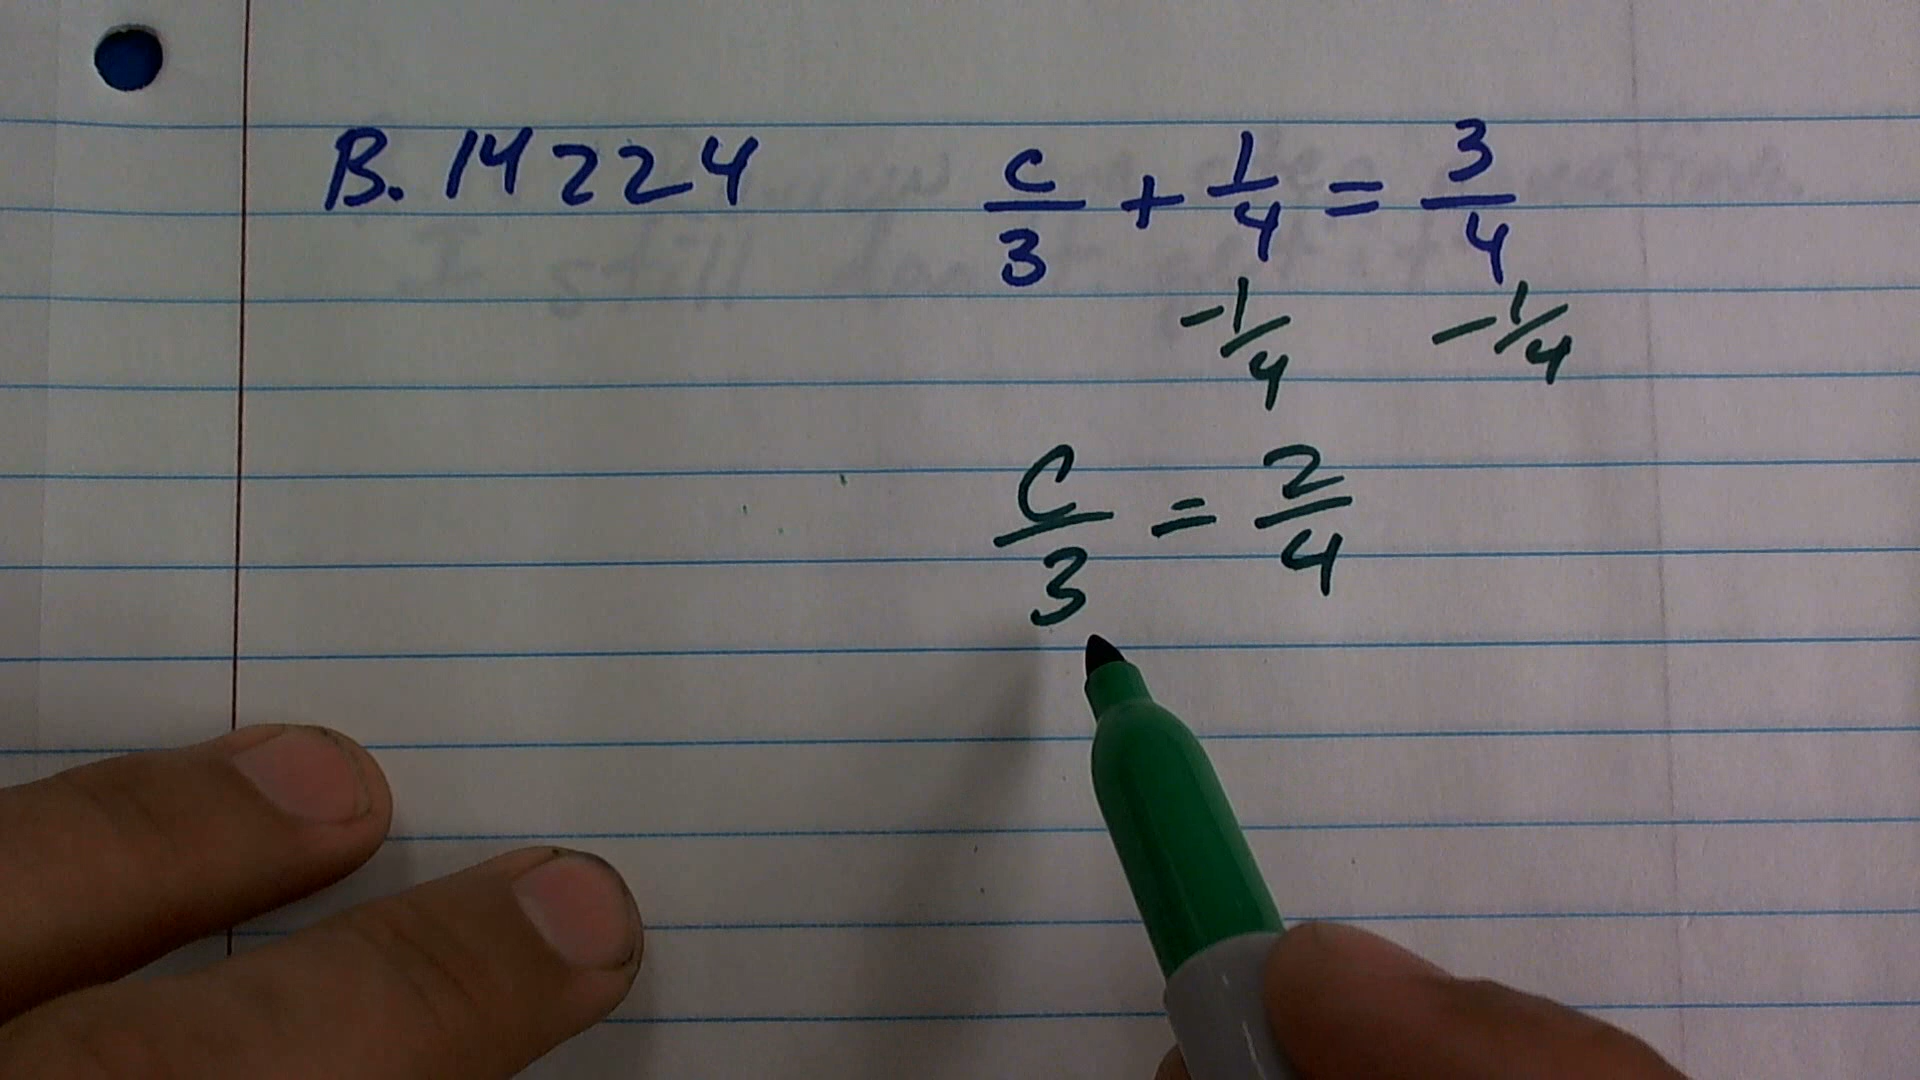 B. 14224
c/3 + 1/4 = 3/4
-1/4 -1/4
c/3 = 2/4